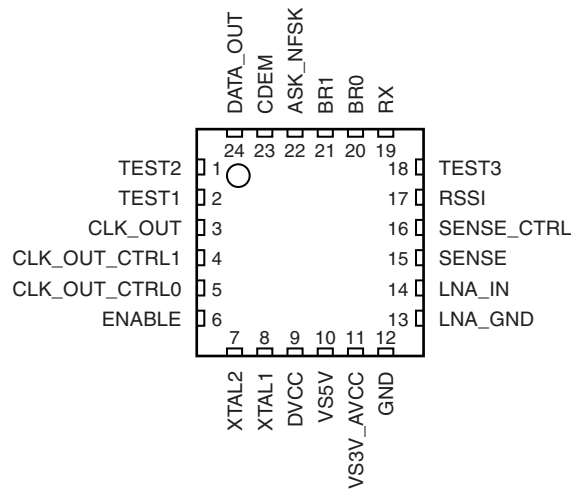 DATA_OUT
CDEM
ASK_NFSK
BR1
BR0
RX
24 23 22 21 20 19
TEST2 1
TEST1 2
CLK_OUT 3
CLK_OUT_CTRL1 4
CLK_OUT_CTRL0 5
ENABLE 6
18 TEST3
17 RSSI
16 SENSE_CTRL
15 SENSE
14 LNA_IN
13 LNA_GND
7 8 9 10 11 12
XTAL2
XTAL1
DVCC
VS5V
VS3V_AVCC
GND